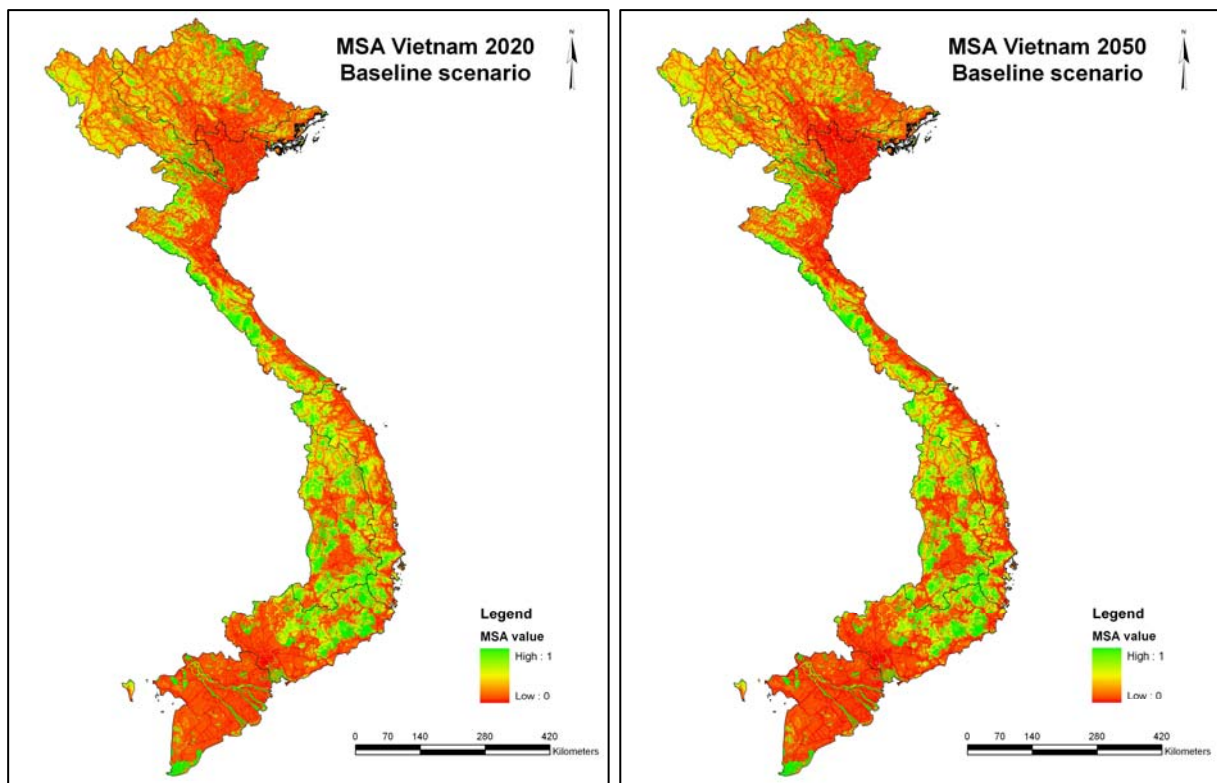 MSA Vietnam 2020
Baseline scenario
N
Legend
MSA value
High : 1
Low : 0
0 70 140 280 420
Kilometers
MSA Vietnam 2050
Baseline scenario
N
Legend
MSA value
High : 1
Low : 0
0 70 140 280 420
Kilometers